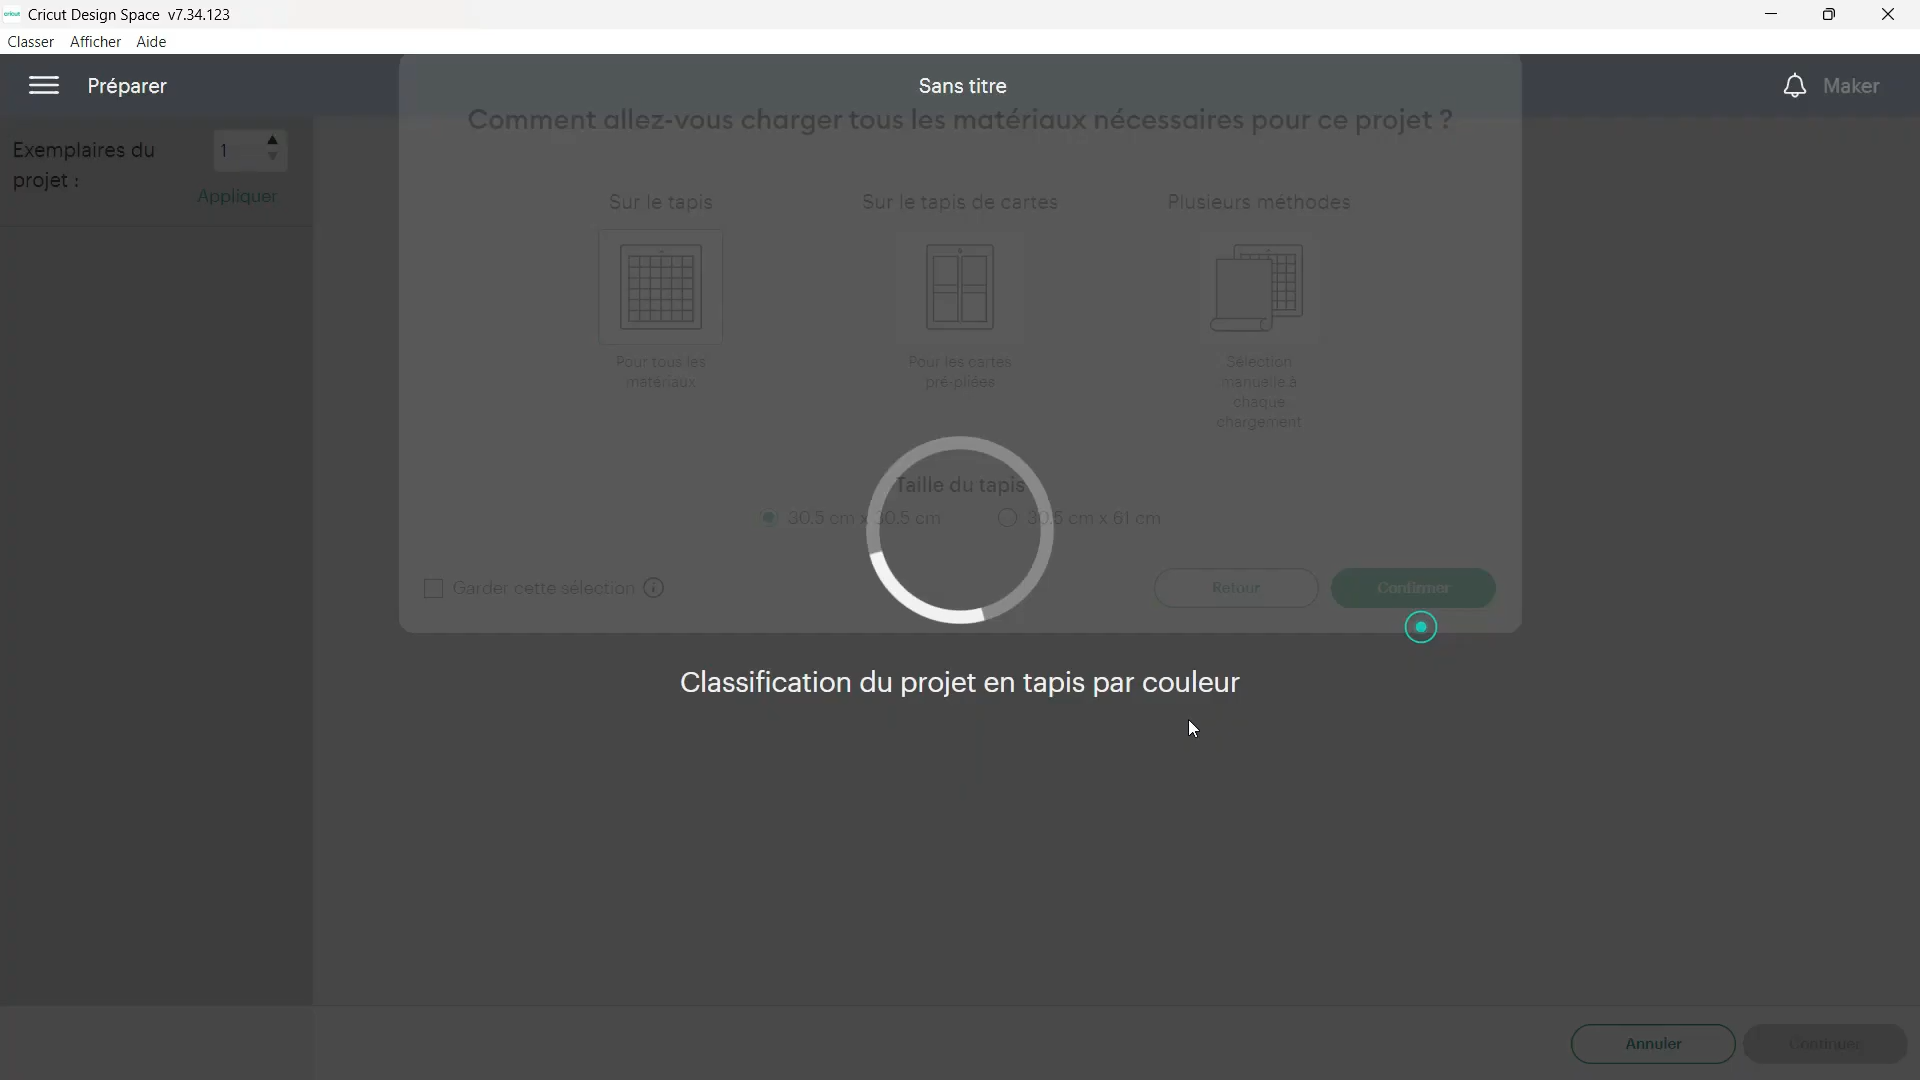 cricut Cricut Design Space v7.34.123
Classer Afficher Aide
Préparer
Sans titre
Maker
Comment allez-vous charger tous les matériaux nécessaires pour ce projet ?
Exemplaires du
projet :
1
Appliquer
Sur le tapis
Sur le tapis de cartes
Plusieurs méthodes
Pour tous les
matériaux
Pour les cartes
pré-pliées
Sélection
manuelle à
chaque
chargement
Taille du tapis
30.5 cm x 30.5 cm
30.5 cm x 61 cm
Garder cette sélection
Retour
Confirmer
Classification du projet en tapis par couleur
Annuler
Continuer